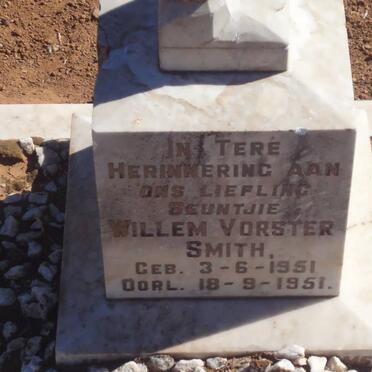 IN TERE
HERINNERING AAN
ONS LIEFLING
SEUNTJIE
WILLEM VORSTER
SMITH,
GEB. 3-6-1951
OORL. 18-9-1951.